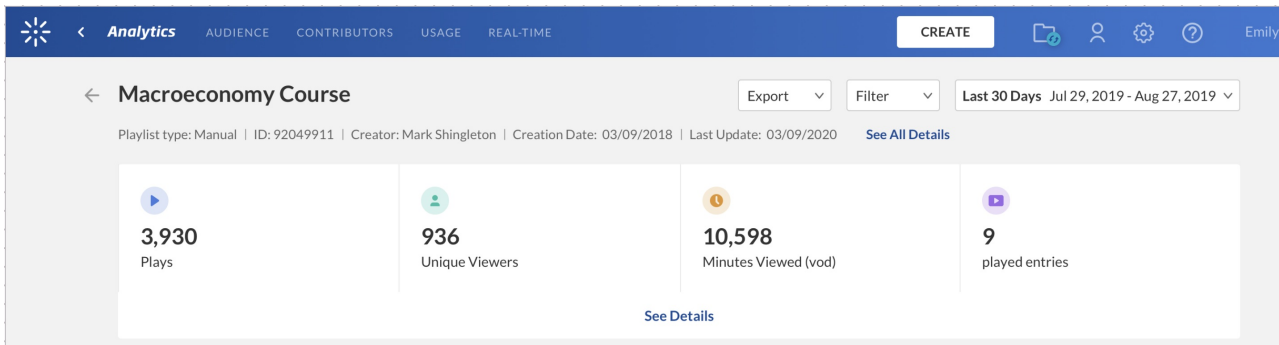 Analytics AUDIENCE CONTRIBUTORS USAGE REAL-TIME CREATE Emily
Macroeconomy Course Export Filter Last 30 Days Jul 29, 2019 - Aug 27, 2019
Playlist type: Manual | ID: 92049911 | Creator: Mark Shingleton | Creation Date: 03/09/2018 | Last Update: 03/09/2020 See All Details
3,930 936 10,598 9
Plays Unique Viewers Minutes Viewed (vod) played entries
See Details